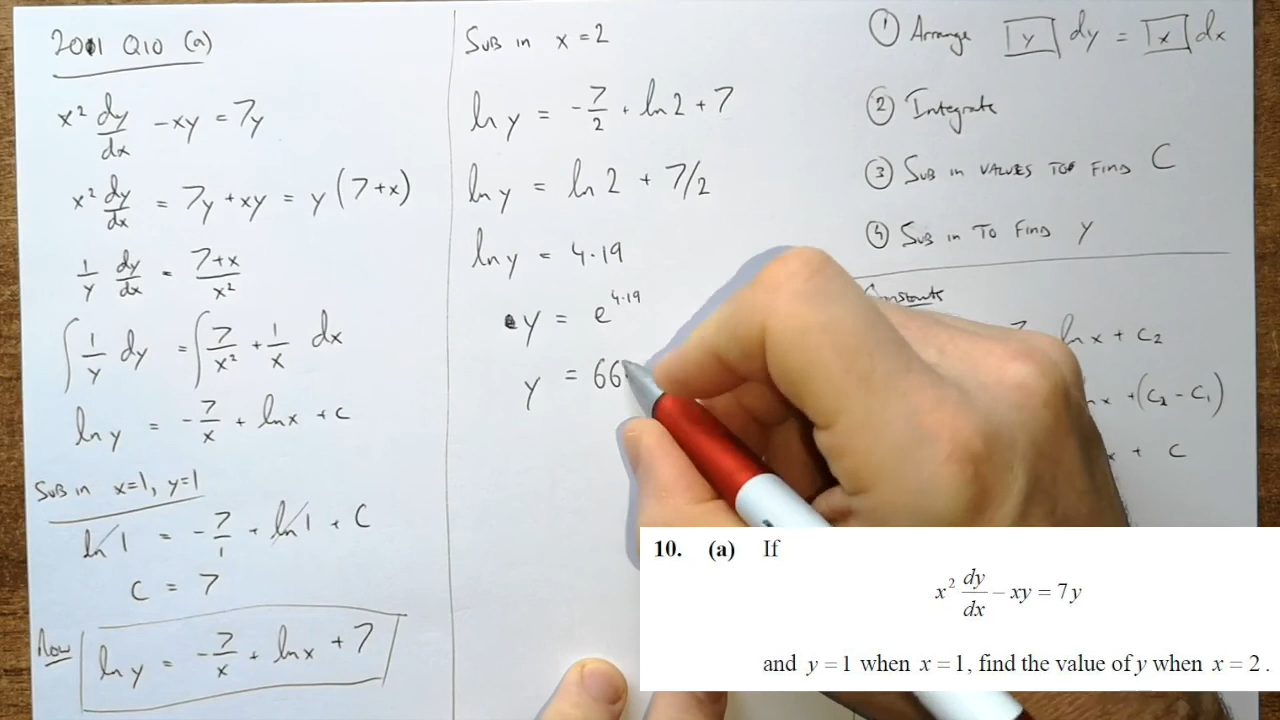 2011 Q10 (a)
x² dy/dx - xy = 7y
x² dy/dx = 7y + xy = y (7+x)
1/y dy/dx = 7+x/x²
∫ 1/y dy = ∫ 7/x² + 1/x dx
ln y = -7/x + ln x + c
Sub in x=1, y=1
ln 1 = -7/1 + ln 1 + C
C = 7
Now
ln y = -7/x + ln x + 7
Sub in x = 2
ln y = -7/2 + ln 2 + 7
ln y = ln 2 + 7/2
ln y = 4.19
y = e^4.19
y = 66
① Arrange y dy = x dx
② Integrate
③ Sub in VALUES TO FIND C
④ Sub in TO FIND y
Constants
ln x + C₂
+ (C₂ - C₁)
+ C
10. (a) If
x² dy/dx - xy = 7y
and y = 1 when x = 1, find the value of y when x = 2.